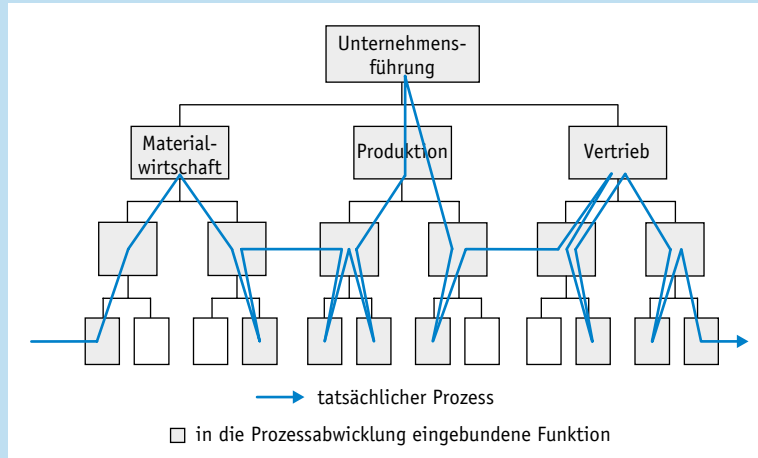 Unternehmens-
führung
Material-
wirtschaft
Produktion
Vertrieb
tatsächlicher Prozess
in die Prozessabwicklung eingebundene Funktion